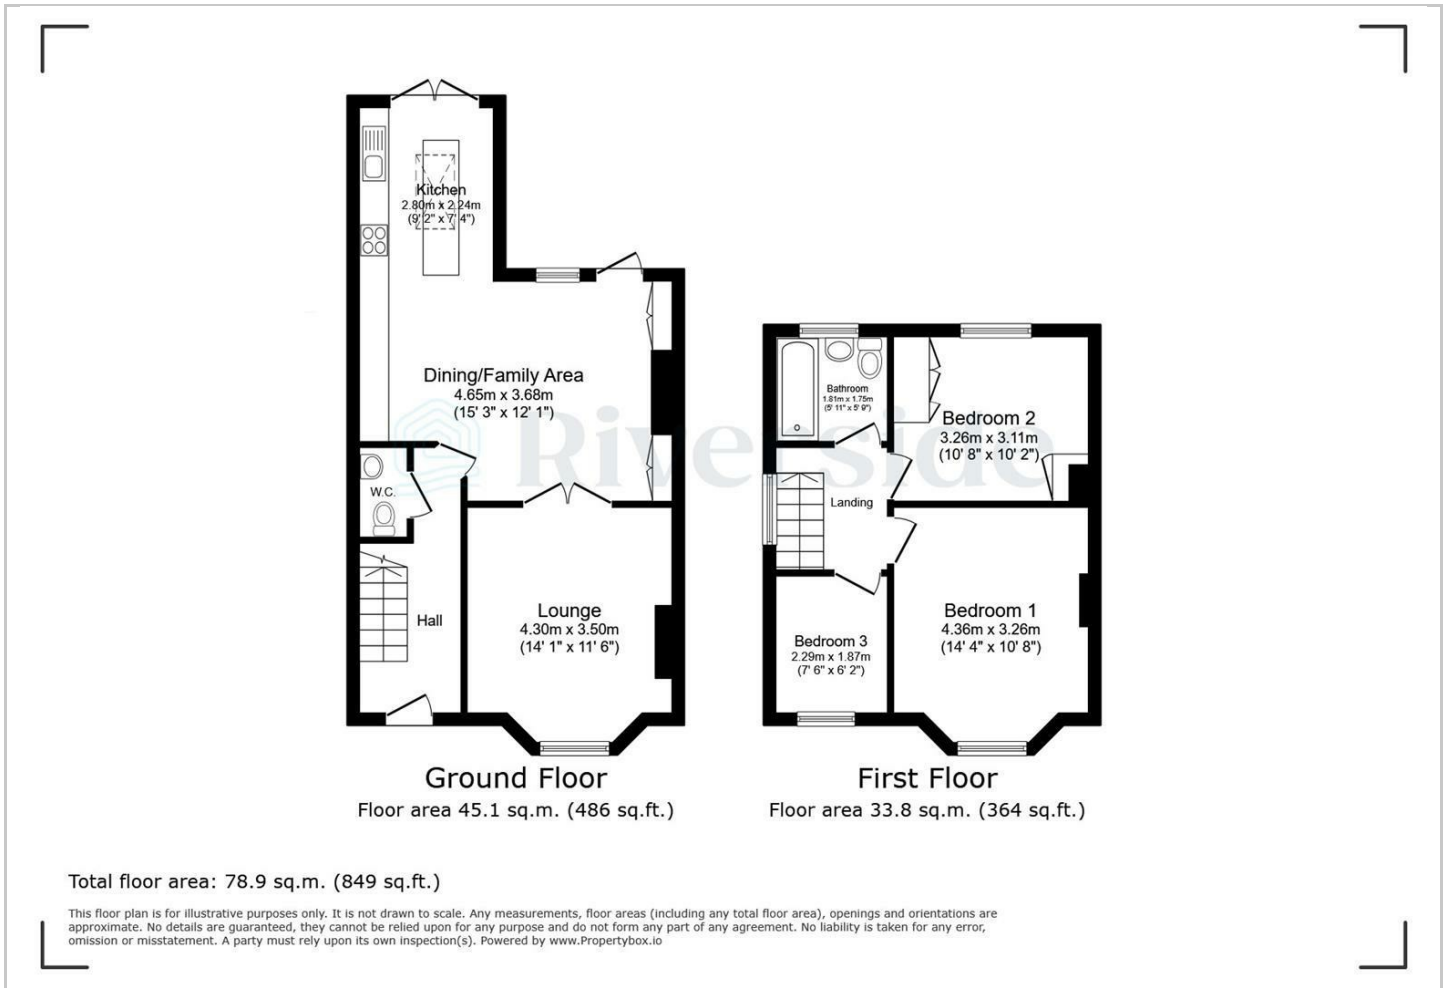 Kitchen
2.80m x 2.24m
(9' 2" x 7' 4")
Dining/Family Area
4.65m x 3.68m
(15' 3" x 12' 1")
Riverside
W.C.
Hall
Lounge
4.30m x 3.50m
(14' 1" x 11' 6")
Ground Floor
Floor area 45.1 sq.m. (486 sq.ft.)
Bathroom
1.81m x 1.75m
(5' 11" x 5' 9")
Bedroom 2
3.26m x 3.11m
(10' 8" x 10' 2")
Landing
Bedroom 1
4.36m x 3.26m
(14' 4" x 10' 8")
Bedroom 3
2.29m x 1.87m
(7' 6" x 6' 2")
First Floor
Floor area 33.8 sq.m. (364 sq.ft.)
Total floor area: 78.9 sq.m. (849 sq.ft.)
This floor plan is for illustrative purposes only. It is not drawn to scale. Any measurements, floor areas (including any total floor area), openings and orientations are
approximate. No details are guaranteed, they cannot be relied upon for any purpose and do not form any part of any agreement. No liability is taken for any error,
omission or misstatement. A party must rely upon its own inspection(s). Powered by www.Propertybox.io